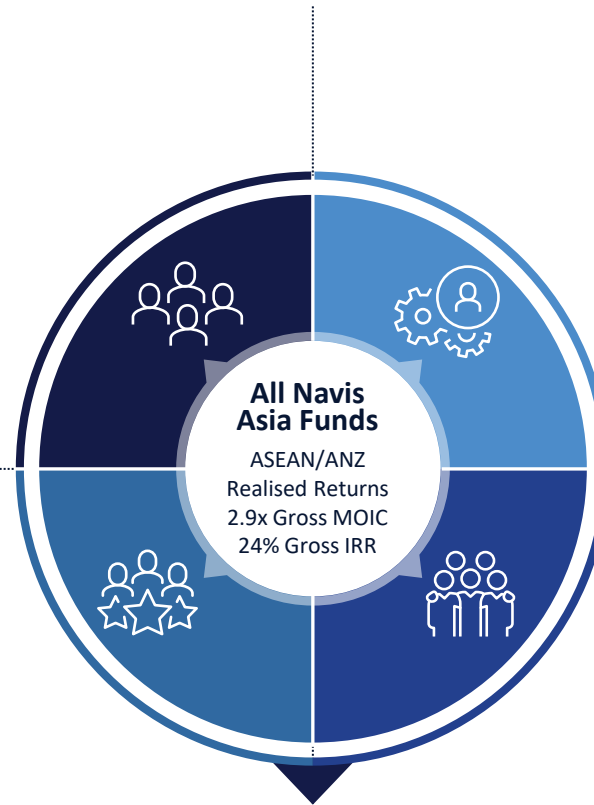 All Navis
Asia Funds
ASEAN/ANZ
Realised Returns
2.9x Gross MOIC
24% Gross IRR